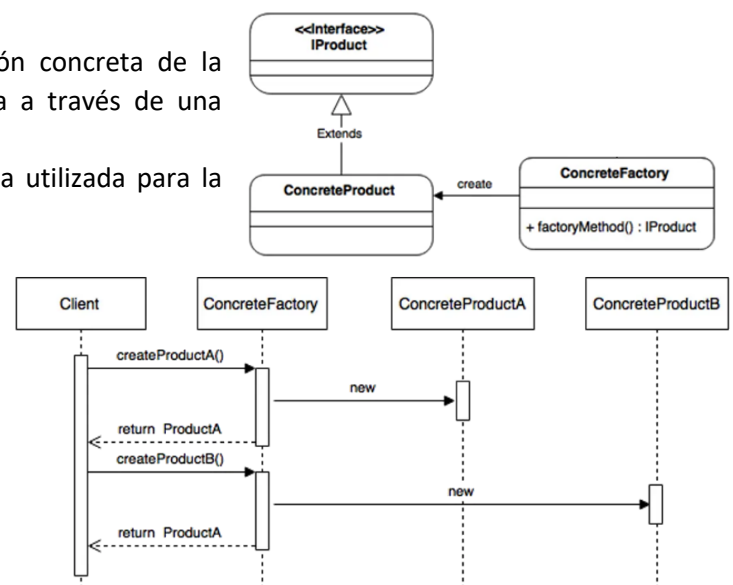 ón concreta de la
a a través de una
a utilizada para la
<<Interface>>
IProduct
Extends
ConcreteProduct
create
ConcreteFactory
+ factoryMethod() : IProduct
Client
ConcreteFactory
ConcreteProductA
ConcreteProductB
createProductA()
new
return ProductA
createProductB()
new
return ProductA